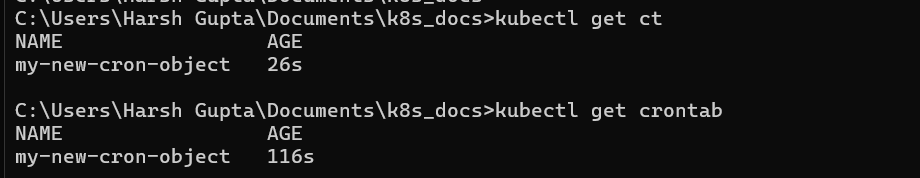 C:\Users\Harsh Gupta\Documents\k8s_docs>kubectl get ct
NAME                 AGE
my-new-cron-object   26s
C:\Users\Harsh Gupta\Documents\k8s_docs>kubectl get crontab
NAME                 AGE
my-new-cron-object   116s